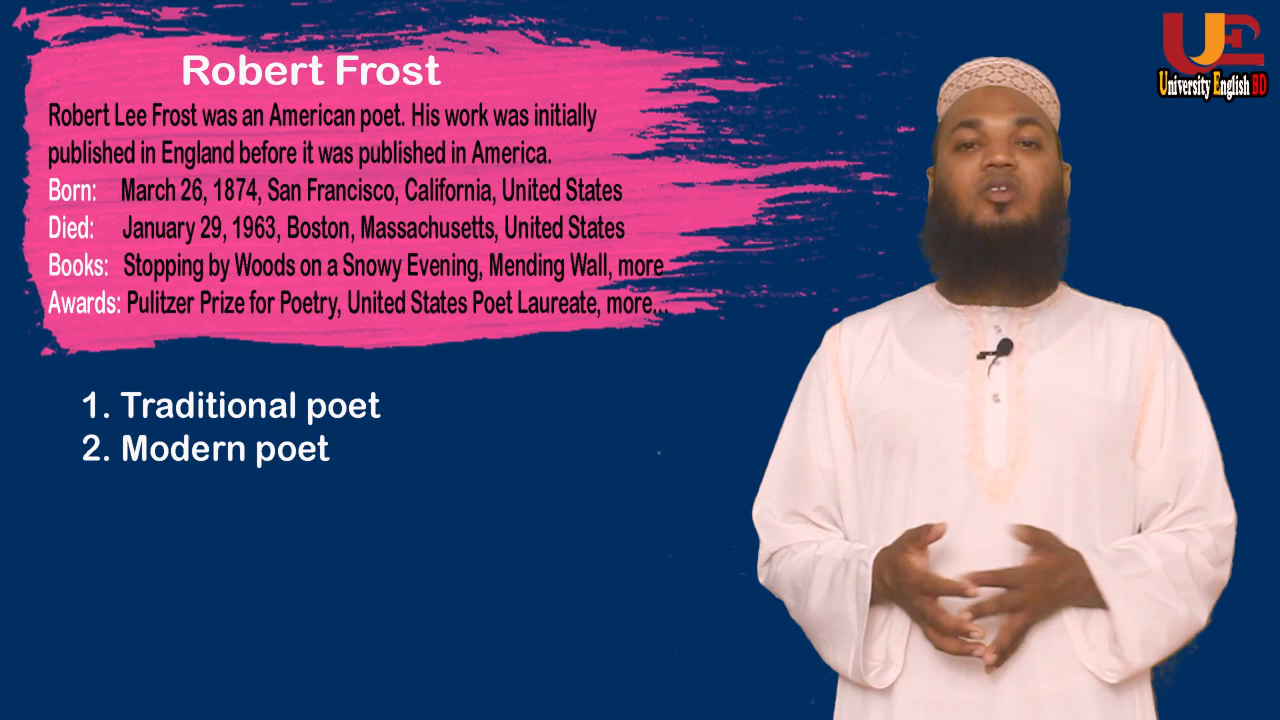 Robert Frost
Robert Lee Frost was an American poet. His work was initially
published in England before it was published in America.
Born: March 26, 1874, San Francisco, California, United States
Died: January 29, 1963, Boston, Massachusetts, United States
Books: Stopping by Woods on a Snowy Evening, Mending Wall, more
Awards: Pulitzer Prize for Poetry, United States Poet Laureate, more...
1. Traditional poet
2. Modern poet
UE
University English BD